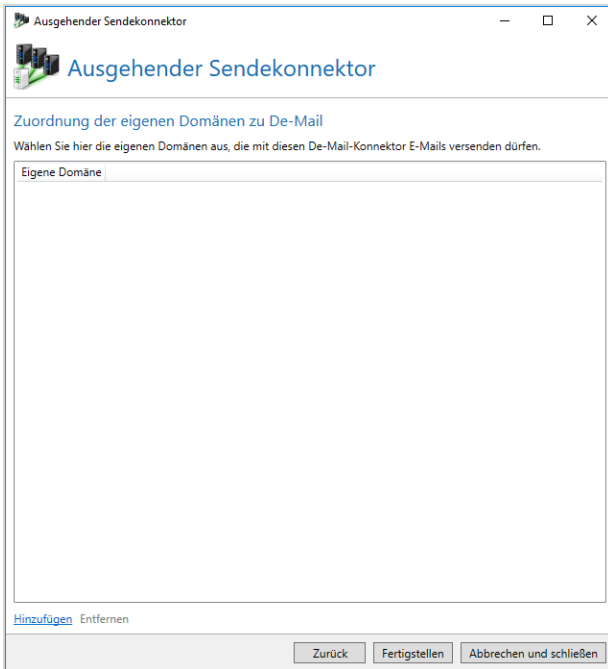 Ausgehender Sendekonnektor
Ausgehender Sendekonnektor
Zuordnung der eigenen Domänen zu De-Mail
Wählen Sie hier die eigenen Domänen aus, die mit diesen De-Mail-Konnektor E-Mails versenden dürfen.
Eigene Domäne
Hinzufügen Entfernen
Zurück Fertigstellen Abbrechen und schließen